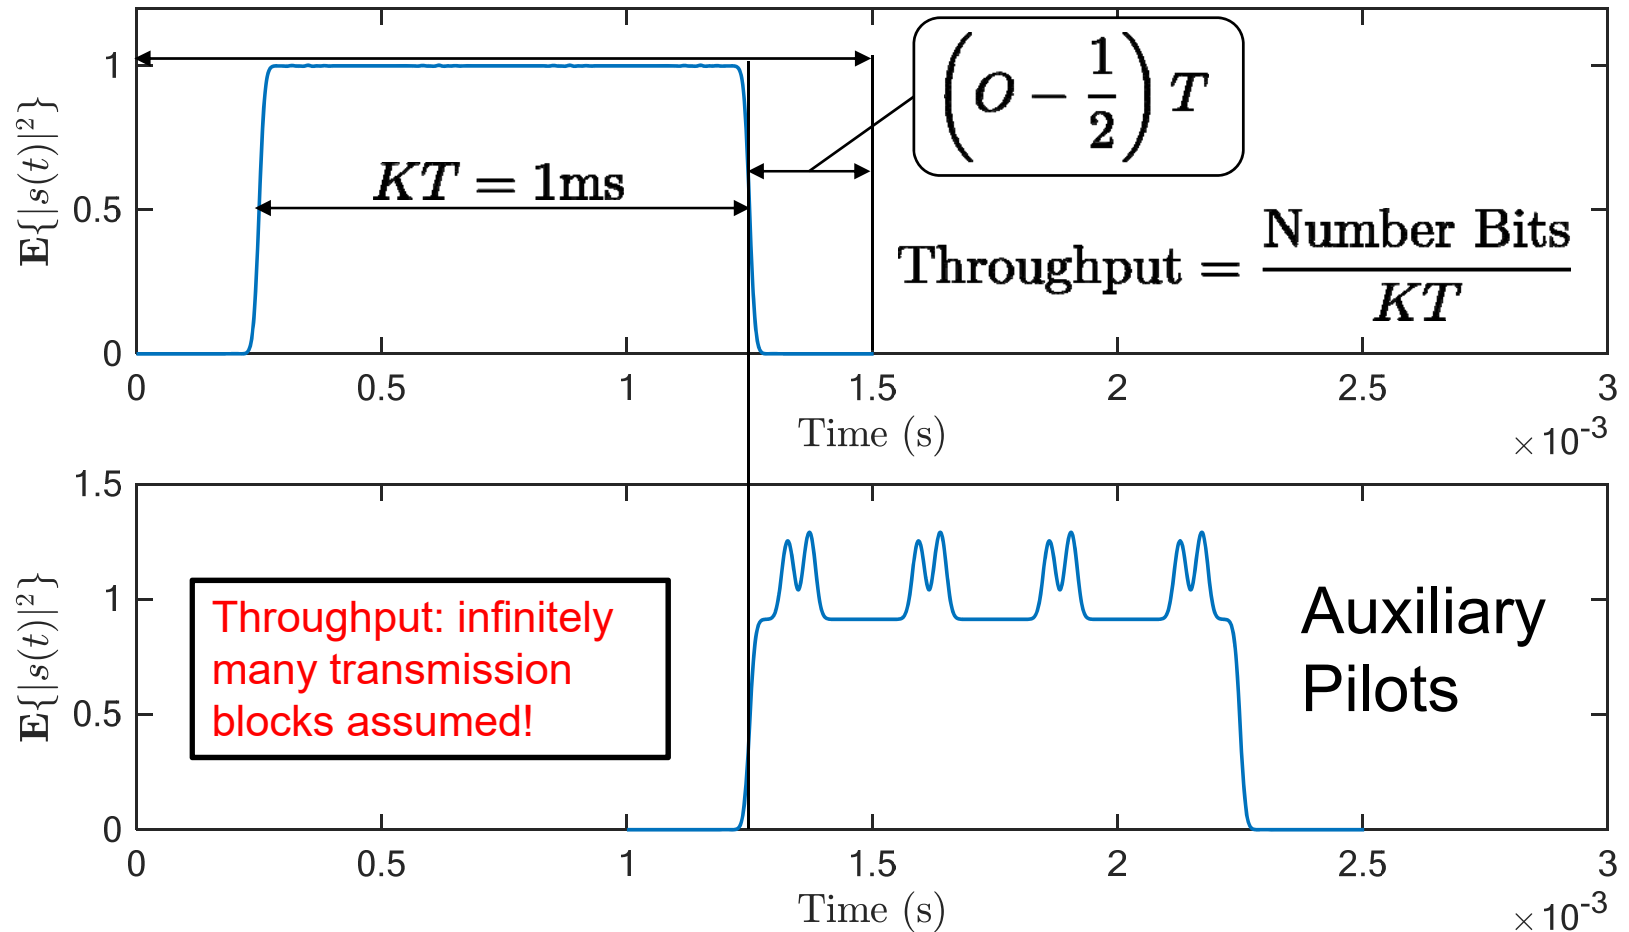 E{|s(t)|²}
1
0.5
0
(O − 1/2) T
KT = 1ms
Throughput = Number Bits / KT
0 0.5 1 1.5 2 2.5 3
Time (s)
×10⁻³
E{|s(t)|²}
1.5
1
0.5
0
Throughput: infinitely
many transmission
blocks assumed!
Auxiliary
Pilots
0 0.5 1 1.5 2 2.5 3
Time (s)
×10⁻³